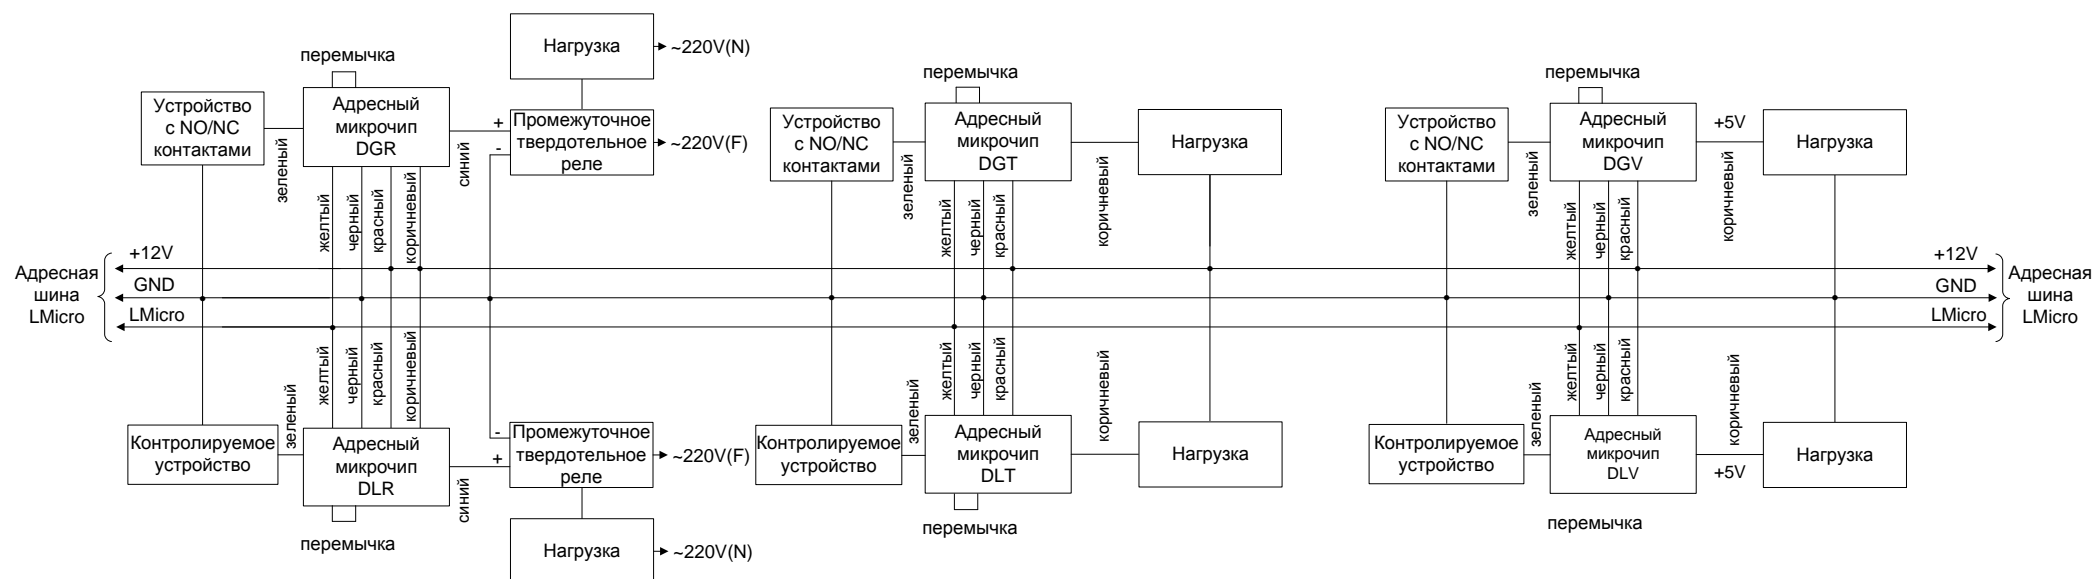 перемычка
Нагрузка
~220V(N)
Устройство
с NO/NC
контактами
зеленый
Адресный
микрочип
DGR
синий
+
-
Промежуточное
твердотельное
реле
~220V(F)
желтый
черный
красный
коричневый
перемычка
Устройство
с NO/NC
контактами
зеленый
Адресный
микрочип
DGT
коричневый
Нагрузка
желтый
черный
красный
перемычка
Устройство
с NO/NC
контактами
зеленый
Адресный
микрочип
DGV
+5V
коричневый
Нагрузка
желтый
черный
красный
Адресная
шина
LMicro
+12V
GND
LMicro
+12V
GND
LMicro
Адресная
шина
LMicro
желтый
черный
красный
коричневый
Контролируемое
устройство
зеленый
Адресный
микрочип
DLR
синий
-
+
Промежуточное
твердотельное
реле
~220V(F)
перемычка
Нагрузка
~220V(N)
желтый
черный
красный
Контролируемое
устройство
зеленый
Адресный
микрочип
DLT
коричневый
Нагрузка
перемычка
желтый
черный
красный
Контролируемое
устройство
зеленый
Адресный
микрочип
DLV
коричневый
+5V
Нагрузка
перемычка